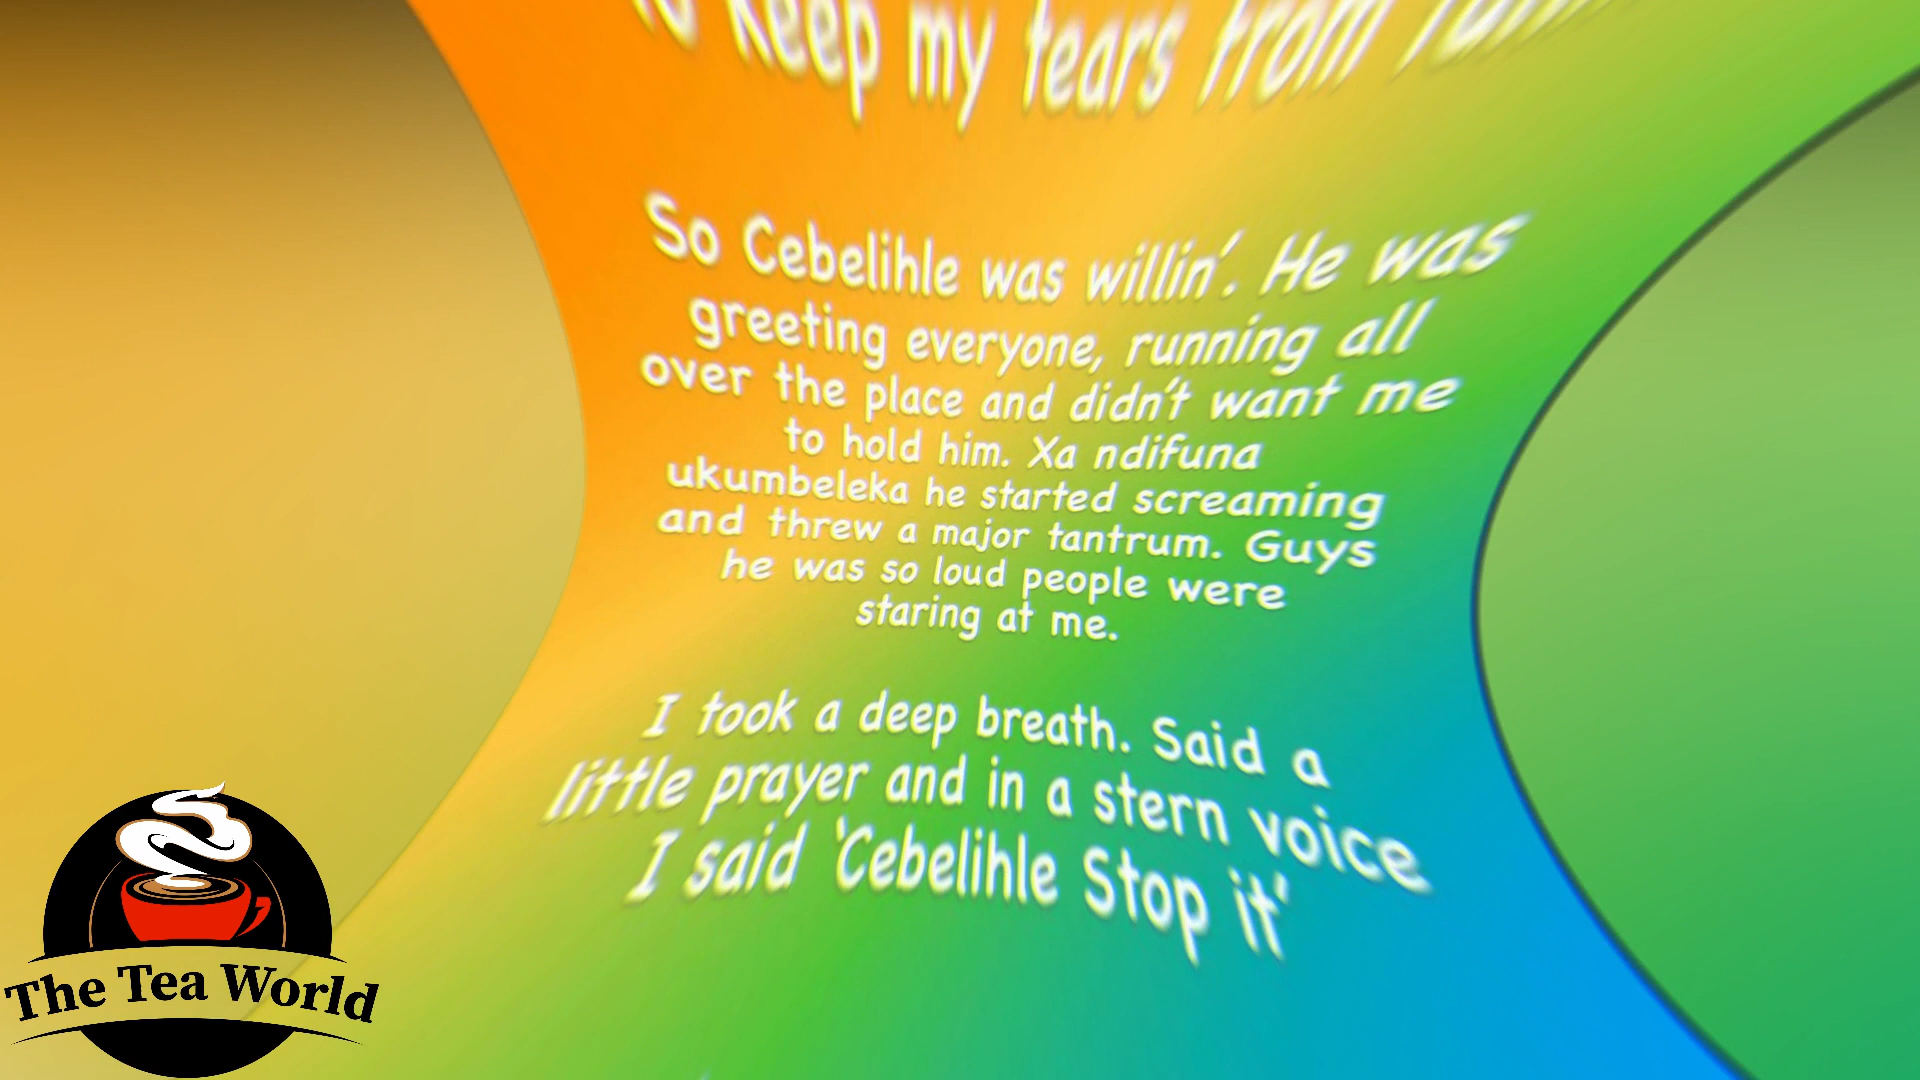 to keep my tears from
So Cebelihle was willin'. He was
greeting everyone, running all
over the place and didn't want me
to hold him. Xa ndifuna
ukumbeleka he started screaming
and threw a major tantrum. Guys
he was so loud people were
staring at me.
I took a deep breath. Said a
little prayer and in a stern voice
I said 'Cebelihle Stop it'
The Tea World